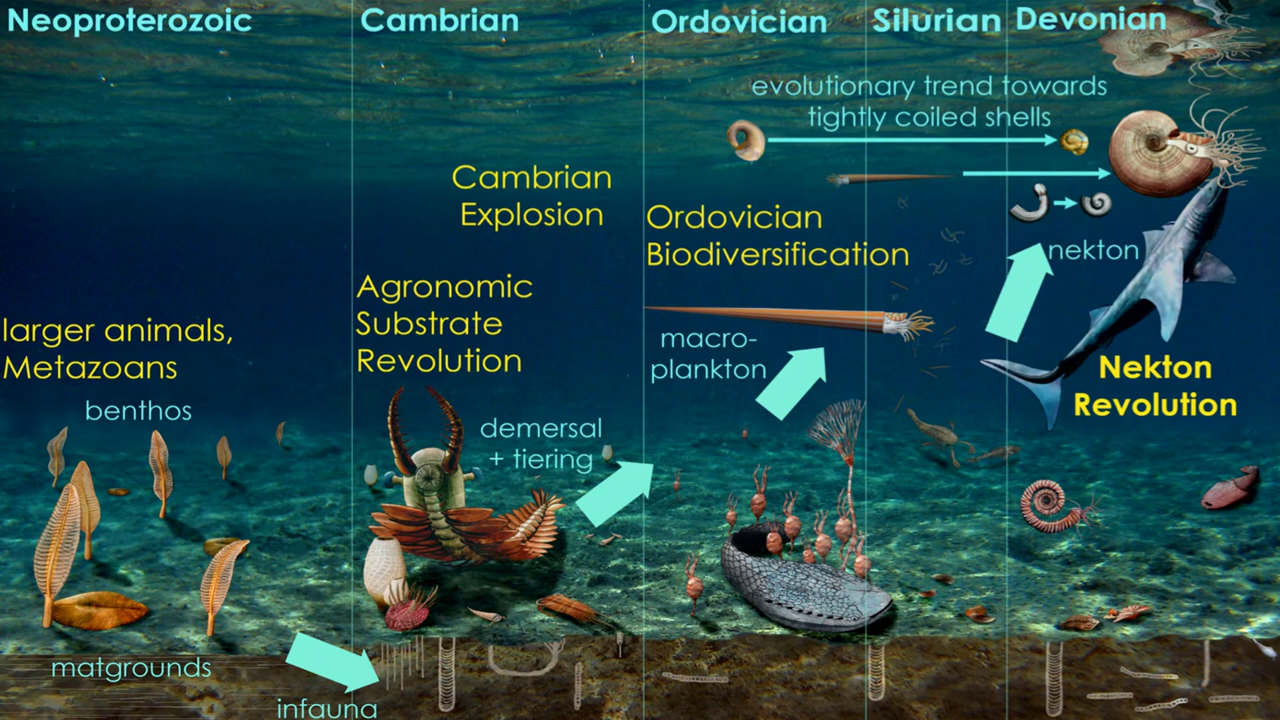 Neoproterozoic
Cambrian
Ordovician
Silurian
Devonian
evolutionary trend towards
tightly coiled shells
Cambrian
Explosion
Ordovician
Biodiversification
nekton
Agronomic
Substrate
Revolution
larger animals,
Metazoans
benthos
macro-
plankton
Nekton
Revolution
demersal
+ tiering
matgrounds
infauna